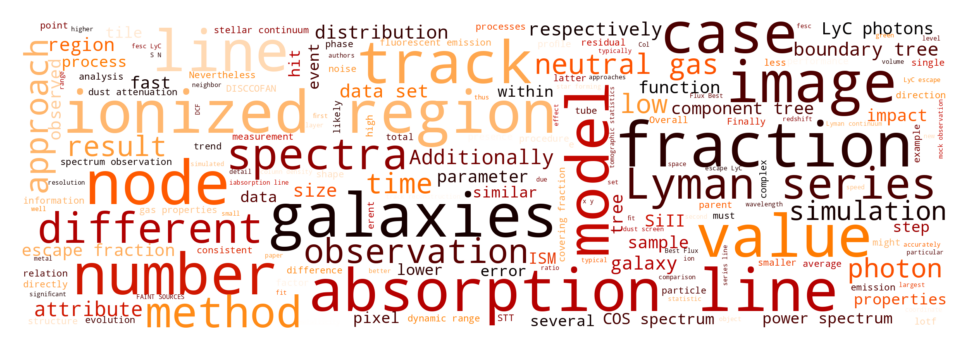 point higher
tile
stellar continuum
distribution
processes
fluorescent emission
respectively
fesc LyC
S N
Col
case
fesc
LyC photons
level
region
process
line
hit
event
phase
authors
residual
typically
boundary tree
approach
observed
analysis
range
Nevertheless
DISCCOFAN
fast
dust attenuation
neighbor
track
noise
data set
neutral gas
latter
approaches
within
function
less
volume
single
image
LyC escape
ionized region
likely
thus
high
tube
effect
low
component tree
Flux Best
Overall
Finally
redshift
direction
impact
result
measurement
DCF
first
total
tomographic statistics
Lyman continuum
mock observation
example
spectrum observation
trend
simulated
detail
spectra
Additionally
model
fraction
resolution
node
size
time
parameter
similar
covering fraction
space
escape LyC
Lyman series
complex
information
well
data
iabsorption line
erent
x y
set
due
tree
parent
wavelength
must
simulation
gas properties
small
different
galaxies
SiII
fit
dust screen
step
value
might
accurately
particular
escape fraction
consistent
metal
paper
observation
ISM
sample
Best Flux
ion
series line
relation
directly
difference
better
lower
error
ratio
typical
galaxy
comparison
smaller
average
photon
number
absorption line
particle
statistic
emission
largest
properties
significant
FAINT SOURCES
fit
attribute
method
structure
evolution
pixel
dynamic range
STT
several
COS spectrum
power spectrum
iotf